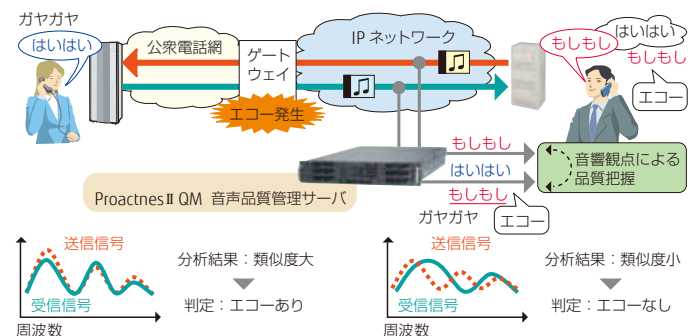 ガヤガヤ
はいはい
公衆電話網
ゲート
ウェイ
エコー発生
IP ネットワーク
もしもし
はいはい
もしもし
エコー
もしもし
はいはい
もしもし
ガヤガヤ
エコー
音響観点による
品質把握
ProactnesⅡ QM 音声品質管理サーバ
送信信号
受信信号
周波数
分析結果：類似度大
判定：エコーあり
送信信号
受信信号
周波数
分析結果：類似度小
判定：エコーなし